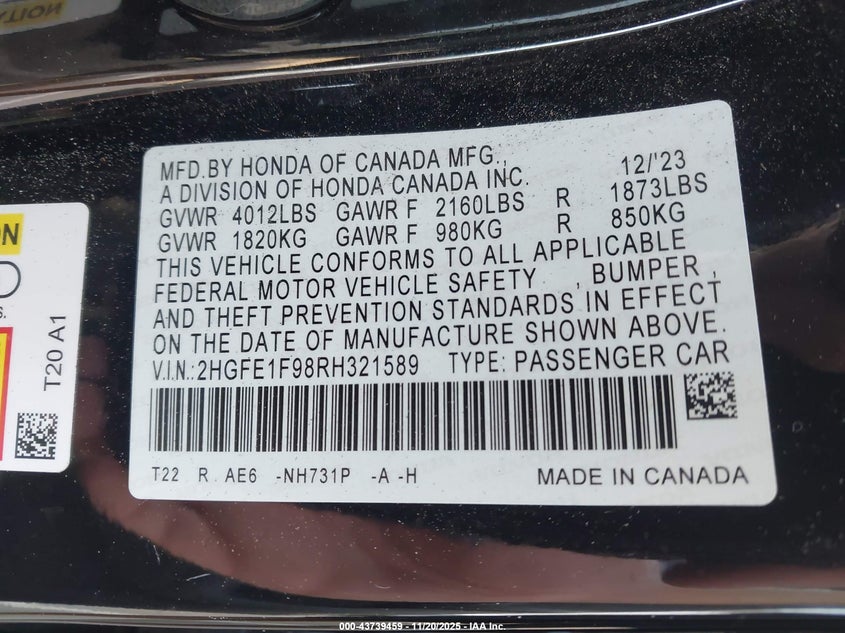 MFD.BY HONDA OF CANADA MFG., 12/'23
A DIVISION OF HONDA CANADA INC.
GVWR 4012LBS GAWR F 2160LBS R 1873LBS
GVWR 1820KG GAWR F 980KG R 850KG
THIS VEHICLE CONFORMS TO ALL APPLICABLE
FEDERAL MOTOR VEHICLE SAFETY , BUMPER ,
AND THEFT PREVENTION STANDARDS IN EFFECT
ON THE DATE OF MANUFACTURE SHOWN ABOVE.
V.I.N.:2HGFE1F98RH321589 TYPE: PASSENGER CAR
T22 R AE6 -NH731P -A -H MADE IN CANADA
T20 A1
000-43739459 - 11/20/2025 - IAA Inc.